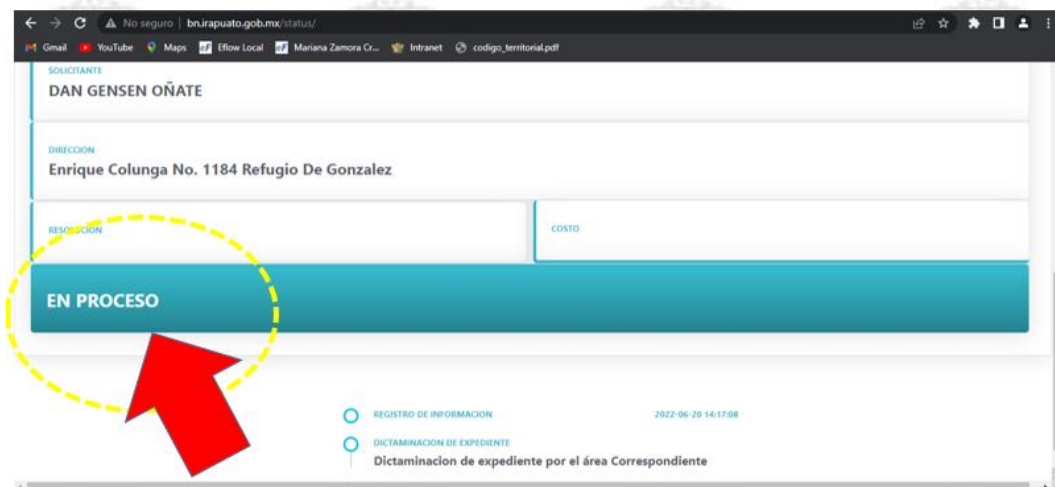 No seguro | bn.irapuato.gob.mx/status/
Gmail YouTube Maps Eflow Local Mariana Zamora Cr... Intranet codigo_territorial.pdf
SOLICITANTE
DAN GENSEN OÑATE
DIRECCION
Enrique Colunga No. 1184 Refugio De Gonzalez
RESOLUCION COSTO
EN PROCESO
REGISTRO DE INFORMACION 2022-06-20 14:17:08
DICTAMINACION DE EXPEDIENTE
Dictaminacion de expediente por el área Correspondiente